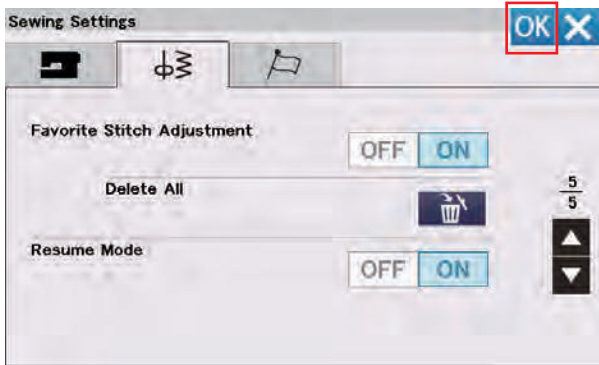 Sewing Settings
OK
Favorite Stitch Adjustment
OFF ON
Delete All
5
5
Resume Mode
OFF ON